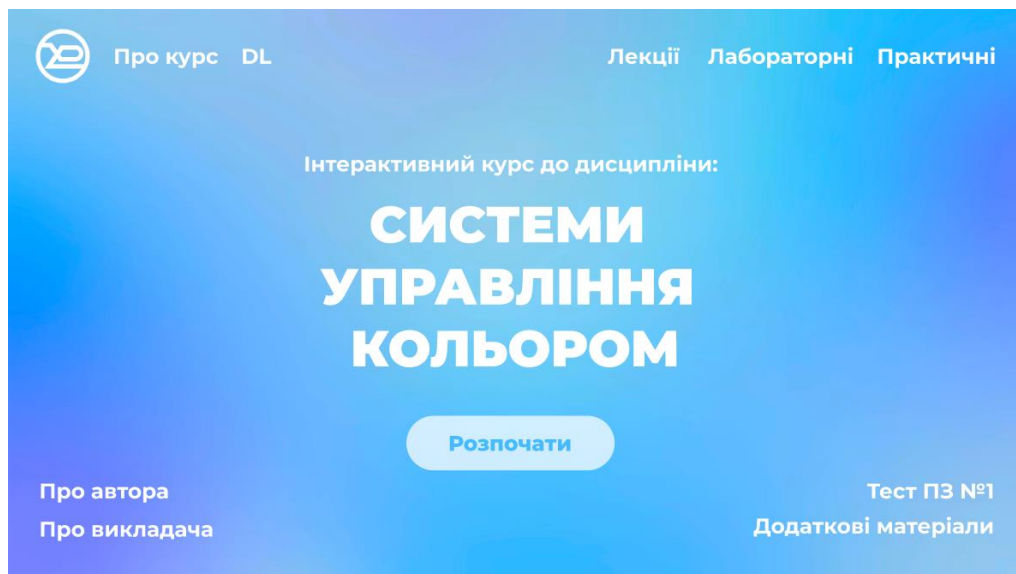 Про курс DL Лекції Лабораторні Практичні
Інтерактивний курс до дисципліни:
СИСТЕМИ
УПРАВЛІННЯ
КОЛЬОРОМ
Розпочати
Про автора
Про викладача
Тест ПЗ №1
Додаткові матеріали